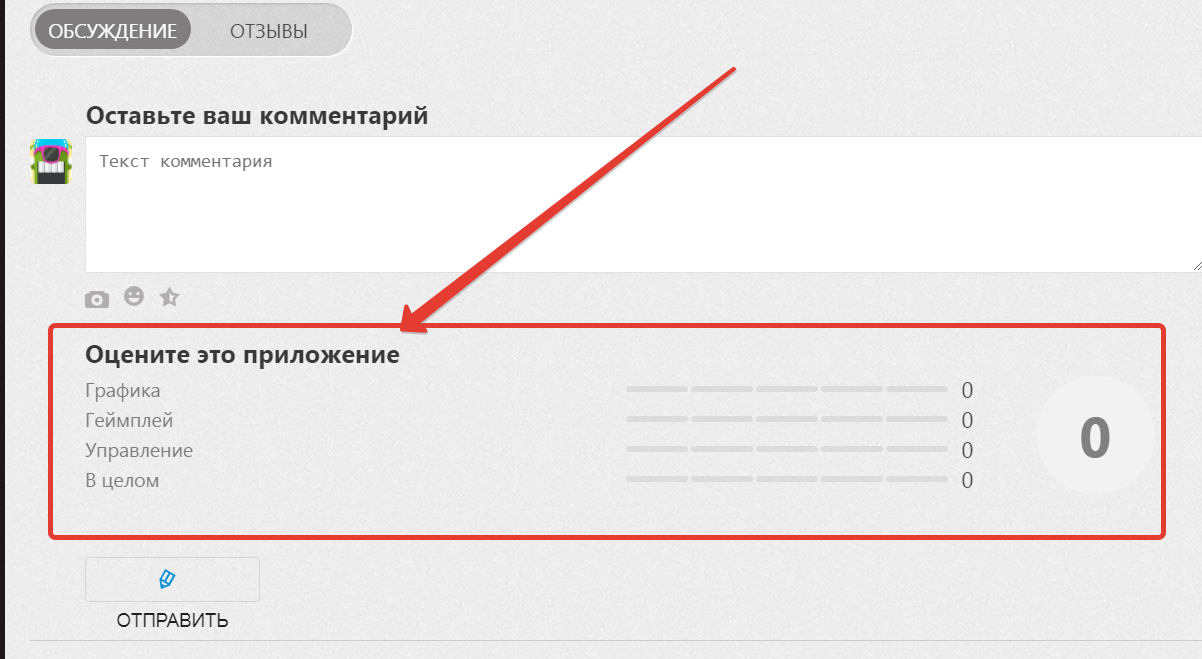 ОБСУЖДЕНИЕ ОТЗЫВЫ
Оставьте ваш комментарий
Текст комментария
Оцените это приложение
Графика 0
Геймплей 0
Управление 0
В целом 0
0
ОТПРАВИТЬ